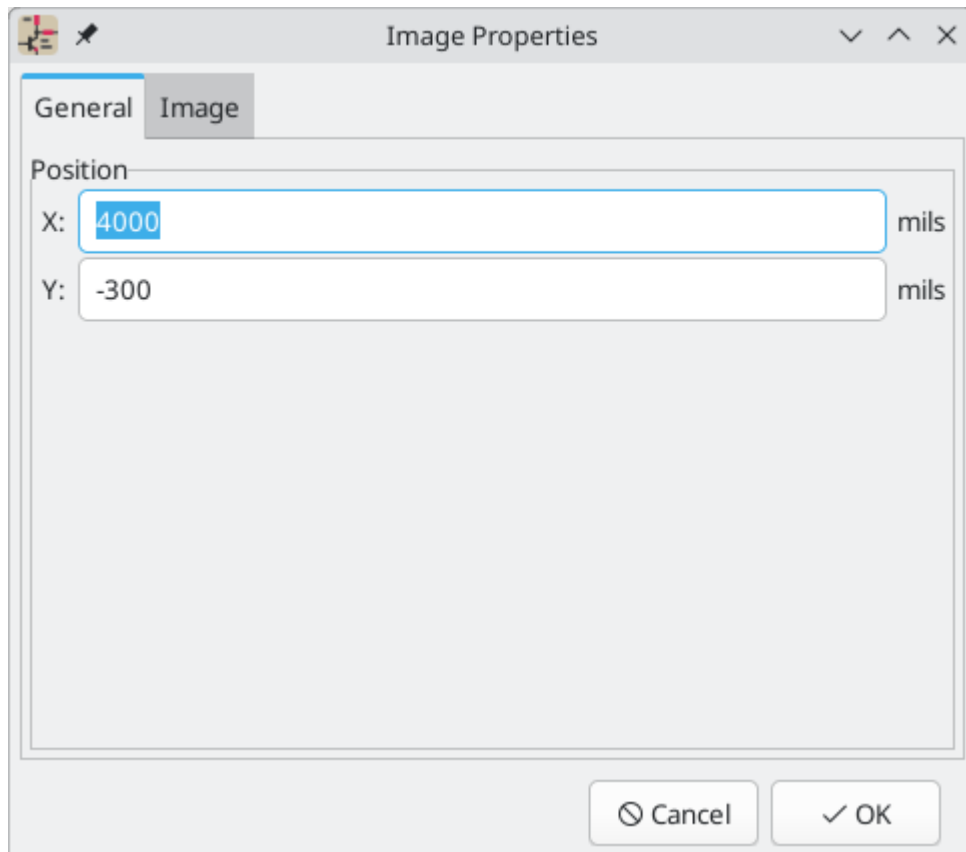 Image Properties
General Image
Position
X: 4000 mils
Y: -300 mils
Cancel OK